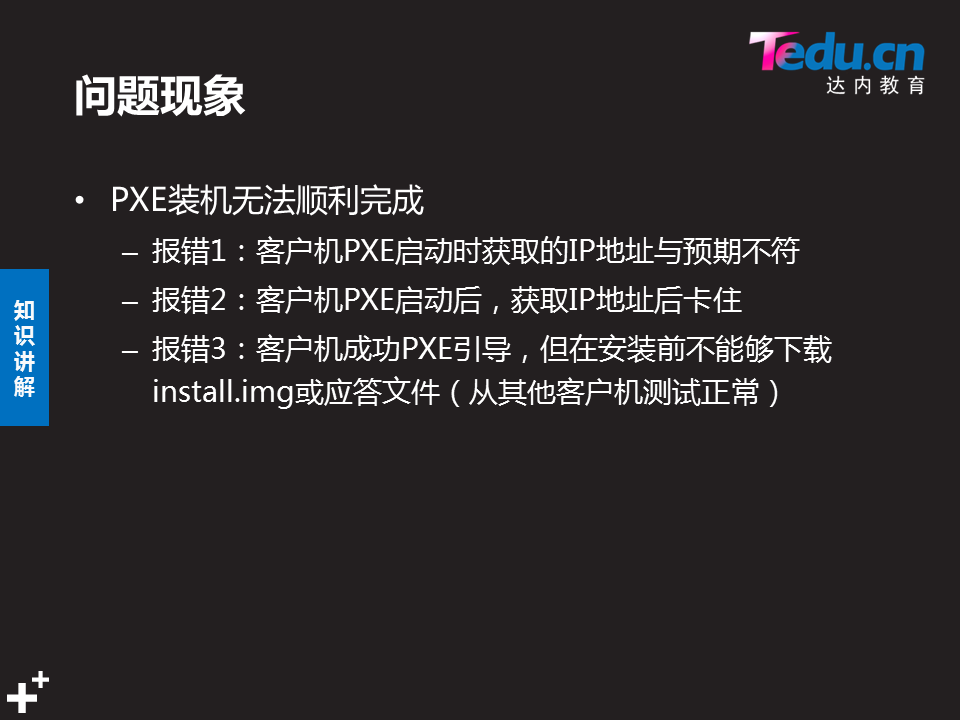 Tedu.cn
达内教育
问题现象
• PXE装机无法顺利完成
– 报错1：客户机PXE启动时获取的IP地址与预期不符
– 报错2：客户机PXE启动后，获取IP地址后卡住
– 报错3：客户机成功PXE引导，但在安装前不能够下载
install.img或应答文件（从其他客户机测试正常）
知识讲解